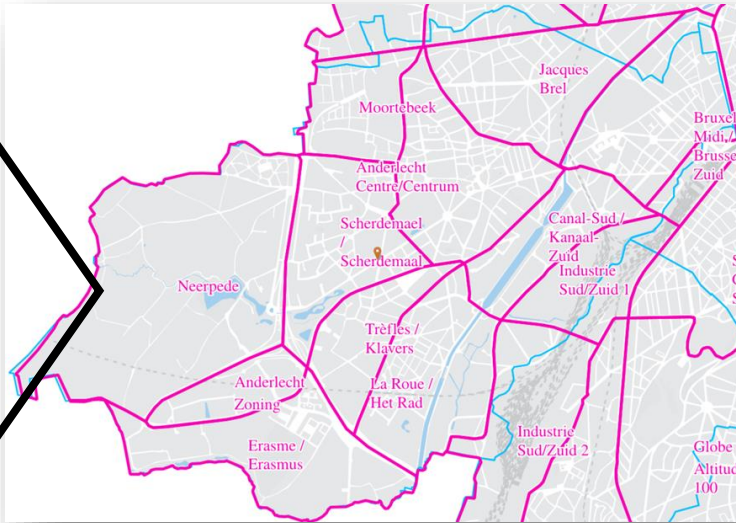 Jacques
Brel
Moortebeek
Bruxel
Midi /
Brusse
Zuid
Anderlecht
Centre/Centrum
Scherdemael
/
Scherdemaal
Canal-Sud /
Kanaal-
Zuid
Industrie
Sud/Zuid 1
Neerpede
Trèfles /
Klavers
Anderlecht
Zoning
La Roue /
Het Rad
Erasme /
Erasmus
Industrie
Sud/Zuid 2
Globe
Altitud
100